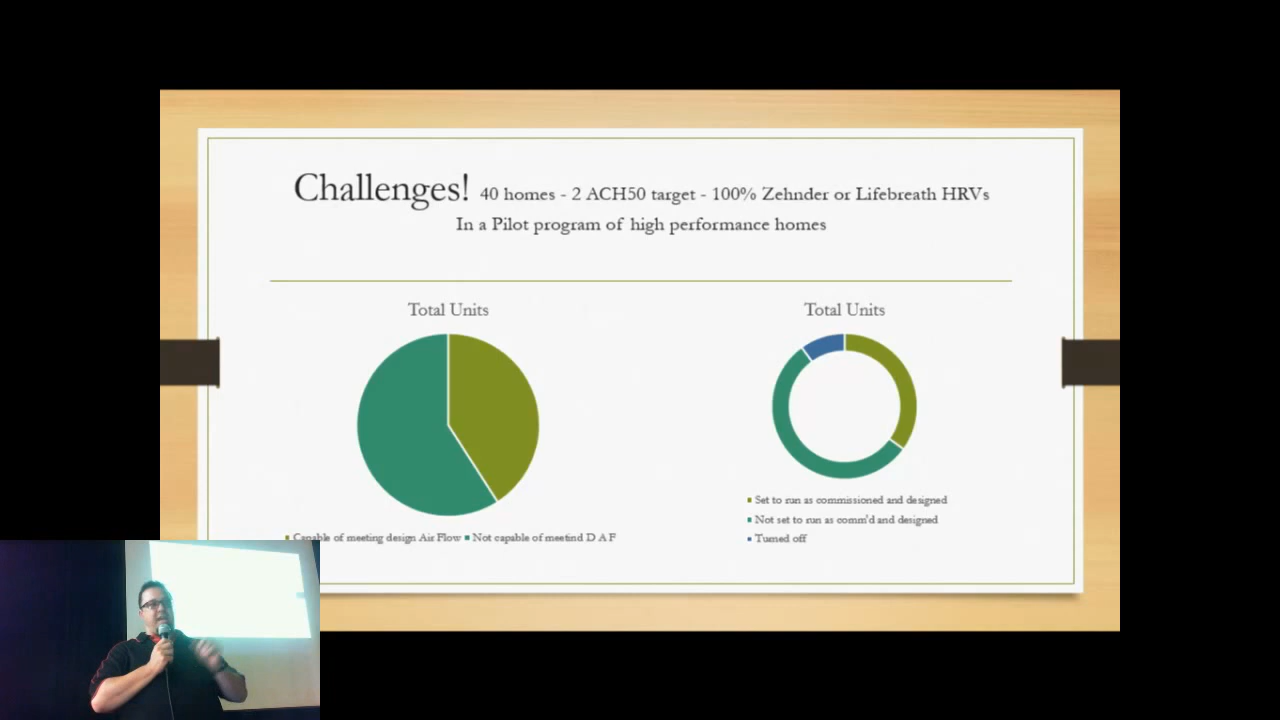 Challenges! 40 homes - 2 ACH50 target - 100% Zehnder or Lifebreath HRVs
In a Pilot program of high performance homes
Total Units
Capable of meeting design Air Flow Not capable of meetind D A F
Total Units
Set to run as commissioned and designed
Not set to run as comm'd and designed
Turned off